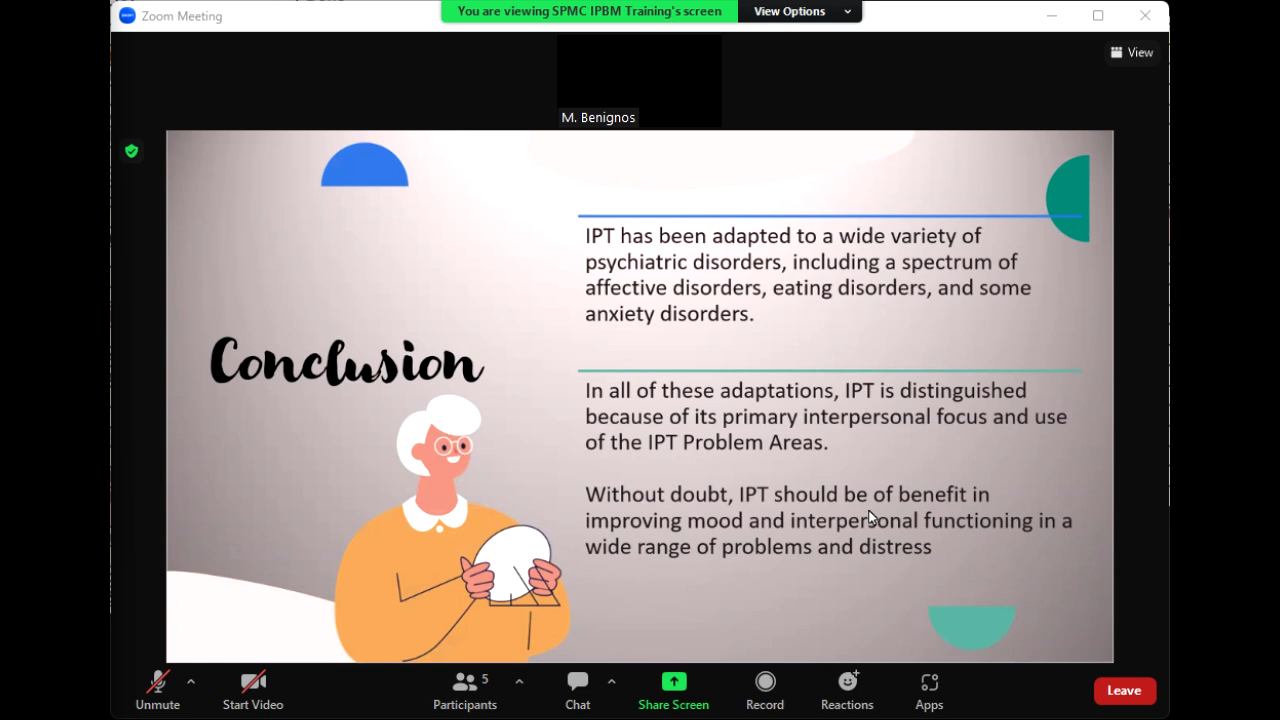 Zoom Meeting
You are viewing SPMC IPBM Training's screen
View Options
View
M. Benignos
Conclusion
IPT has been adapted to a wide variety of
psychiatric disorders, including a spectrum of
affective disorders, eating disorders, and some
anxiety disorders.
In all of these adaptations, IPT is distinguished
because of its primary interpersonal focus and use
of the IPT Problem Areas.
Without doubt, IPT should be of benefit in
improving mood and interpersonal functioning in a
wide range of problems and distress
Unmute
Start Video
Participants
5
Chat
Share Screen
Record
Reactions
Apps
Leave